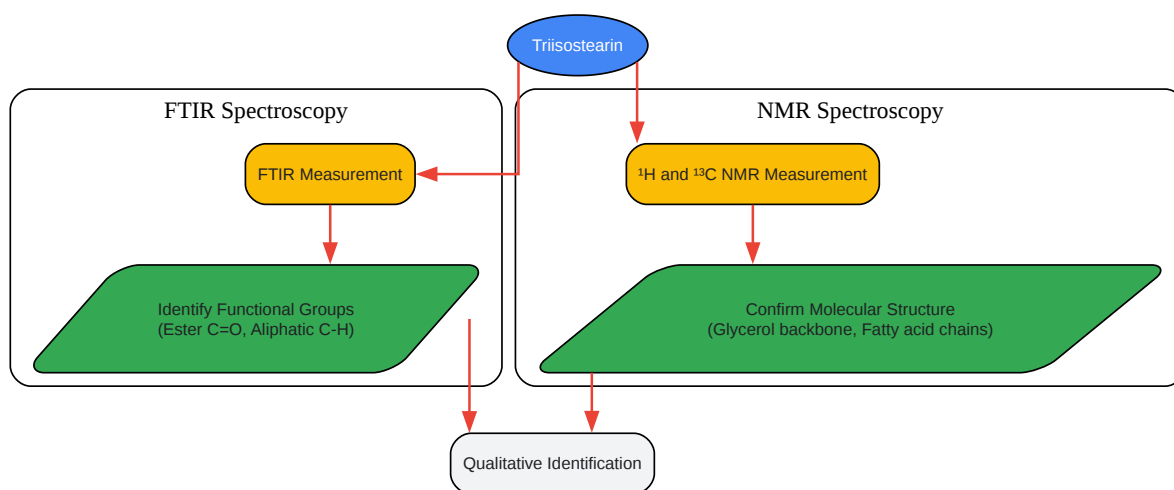 Triisostearin
FTIR Spectroscopy
FTIR Measurement
Identify Functional Groups
(Ester C=O, Aliphatic C-H)
NMR Spectroscopy
¹H and ¹³C NMR Measurement
Confirm Molecular Structure
(Glycerol backbone, Fatty acid chains)
Qualitative Identification